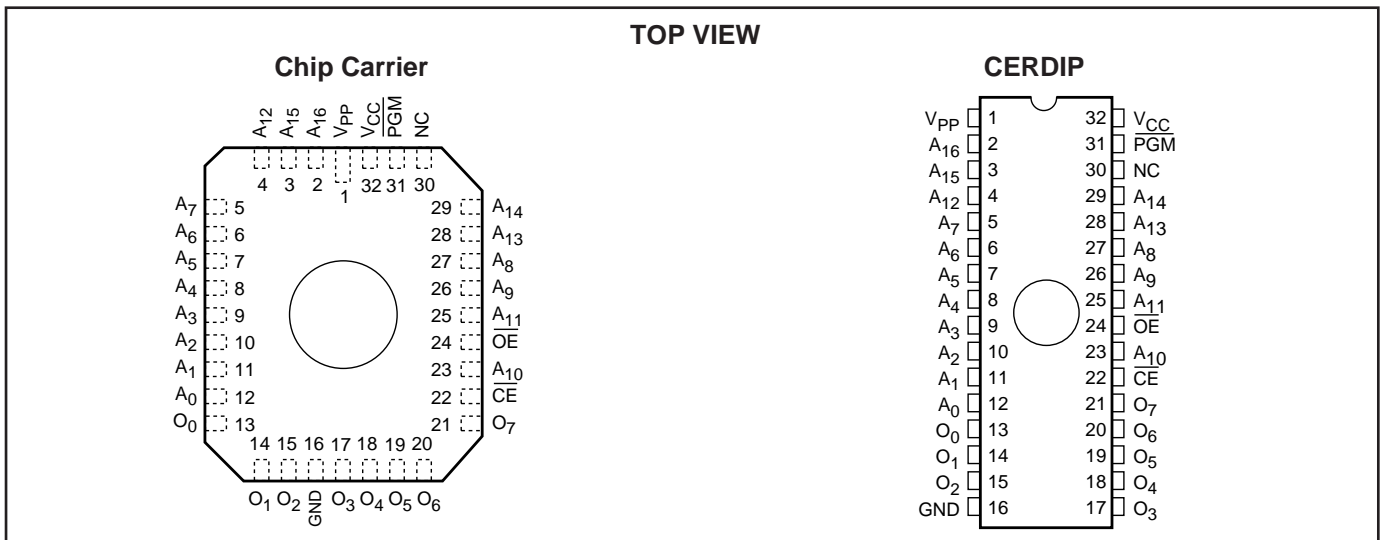 TOP VIEW
Chip Carrier
A12 A15 A16 VPP VCC PGM NC
4 3 2 1 32 31 30
A7 5 29 A14
A6 6 28 A13
A5 7 27 A8
A4 8 26 A9
A3 9 25 A11
A2 10 24 OE
A1 11 23 A10
A0 12 22 CE
O0 13 21 O7
14 15 16 17 18 19 20
O1 O2 GND O3 O4 O5 O6
CERDIP
VPP 1 32 VCC
A16 2 31 PGM
A15 3 30 NC
A12 4 29 A14
A7 5 28 A13
A6 6 27 A8
A5 7 26 A9
A4 8 25 A11
A3 9 24 OE
A2 10 23 A10
A1 11 22 CE
A0 12 21 O7
O0 13 20 O6
O1 14 19 O5
O2 15 18 O4
GND 16 17 O3